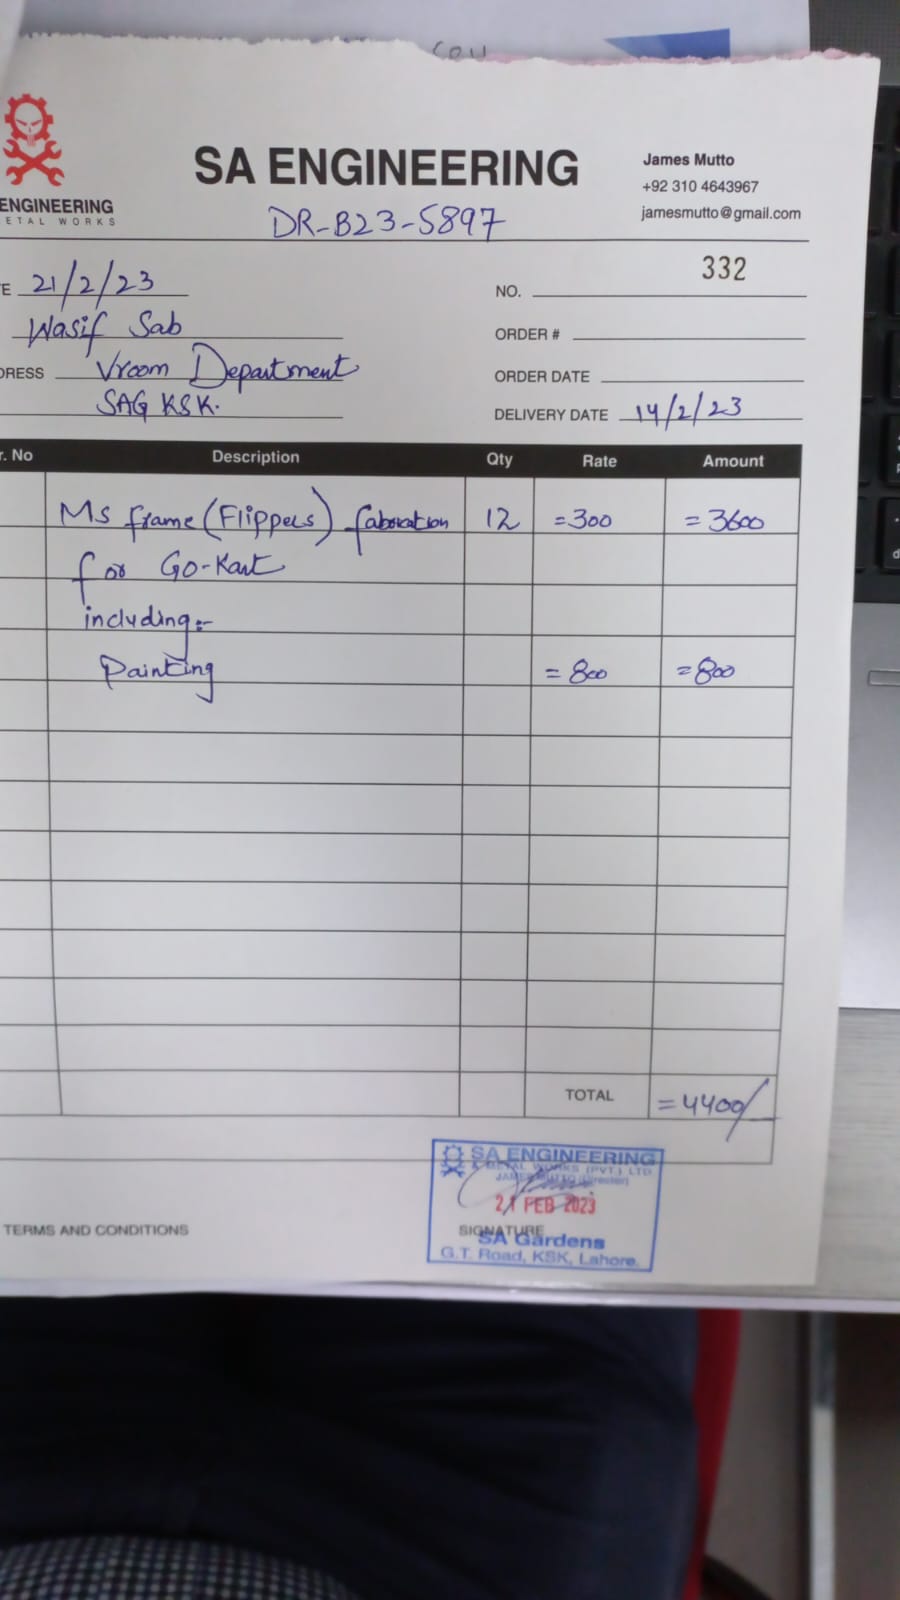 SA ENGINEERING
James Mutto
+92 310 4643967
jamesmutto@gmail.com
ENGINEERING
ETAL WORKS
DR-B23-5897
332
E 21/2/23
NO.
Wasif Sab
ORDER #
DRESS Vroom Department
ORDER DATE
SAG KSK.
DELIVERY DATE 14/2/23
r. No Description Qty Rate Amount
Ms frame (Flippers) fabrication 12 =300 =3600
for Go-Kart
including:-
Painting =800 =800
TOTAL =4400/-
SA ENGINEERING
& METAL WORKS (PVT.) LTD
JAMES MUTTO (Director)
21 FEB 2023
TERMS AND CONDITIONS
SIGNATURE
SA Gardens
G.T. Road, KSK, Lahore.